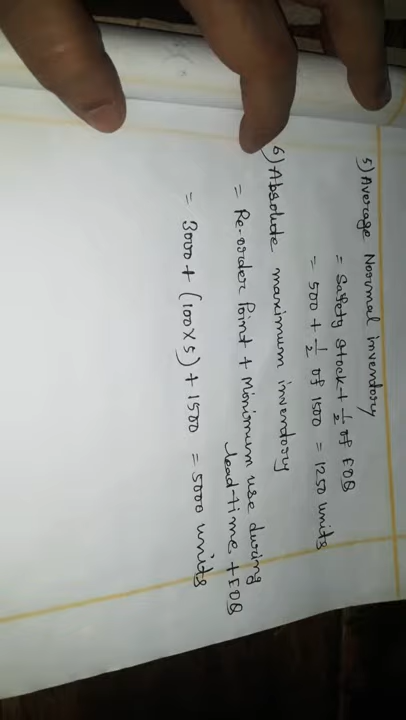 5) Average Normal inventory
= Safety stock + 1/2 of EOQ
= 500 + 1/2 of 1500 = 1250 units
6) Absolute maximum inventory
= Re-order Point + Minimum use during
lead-time + EOQ
= 3000 + (100×5) + 1500 = 5000 units